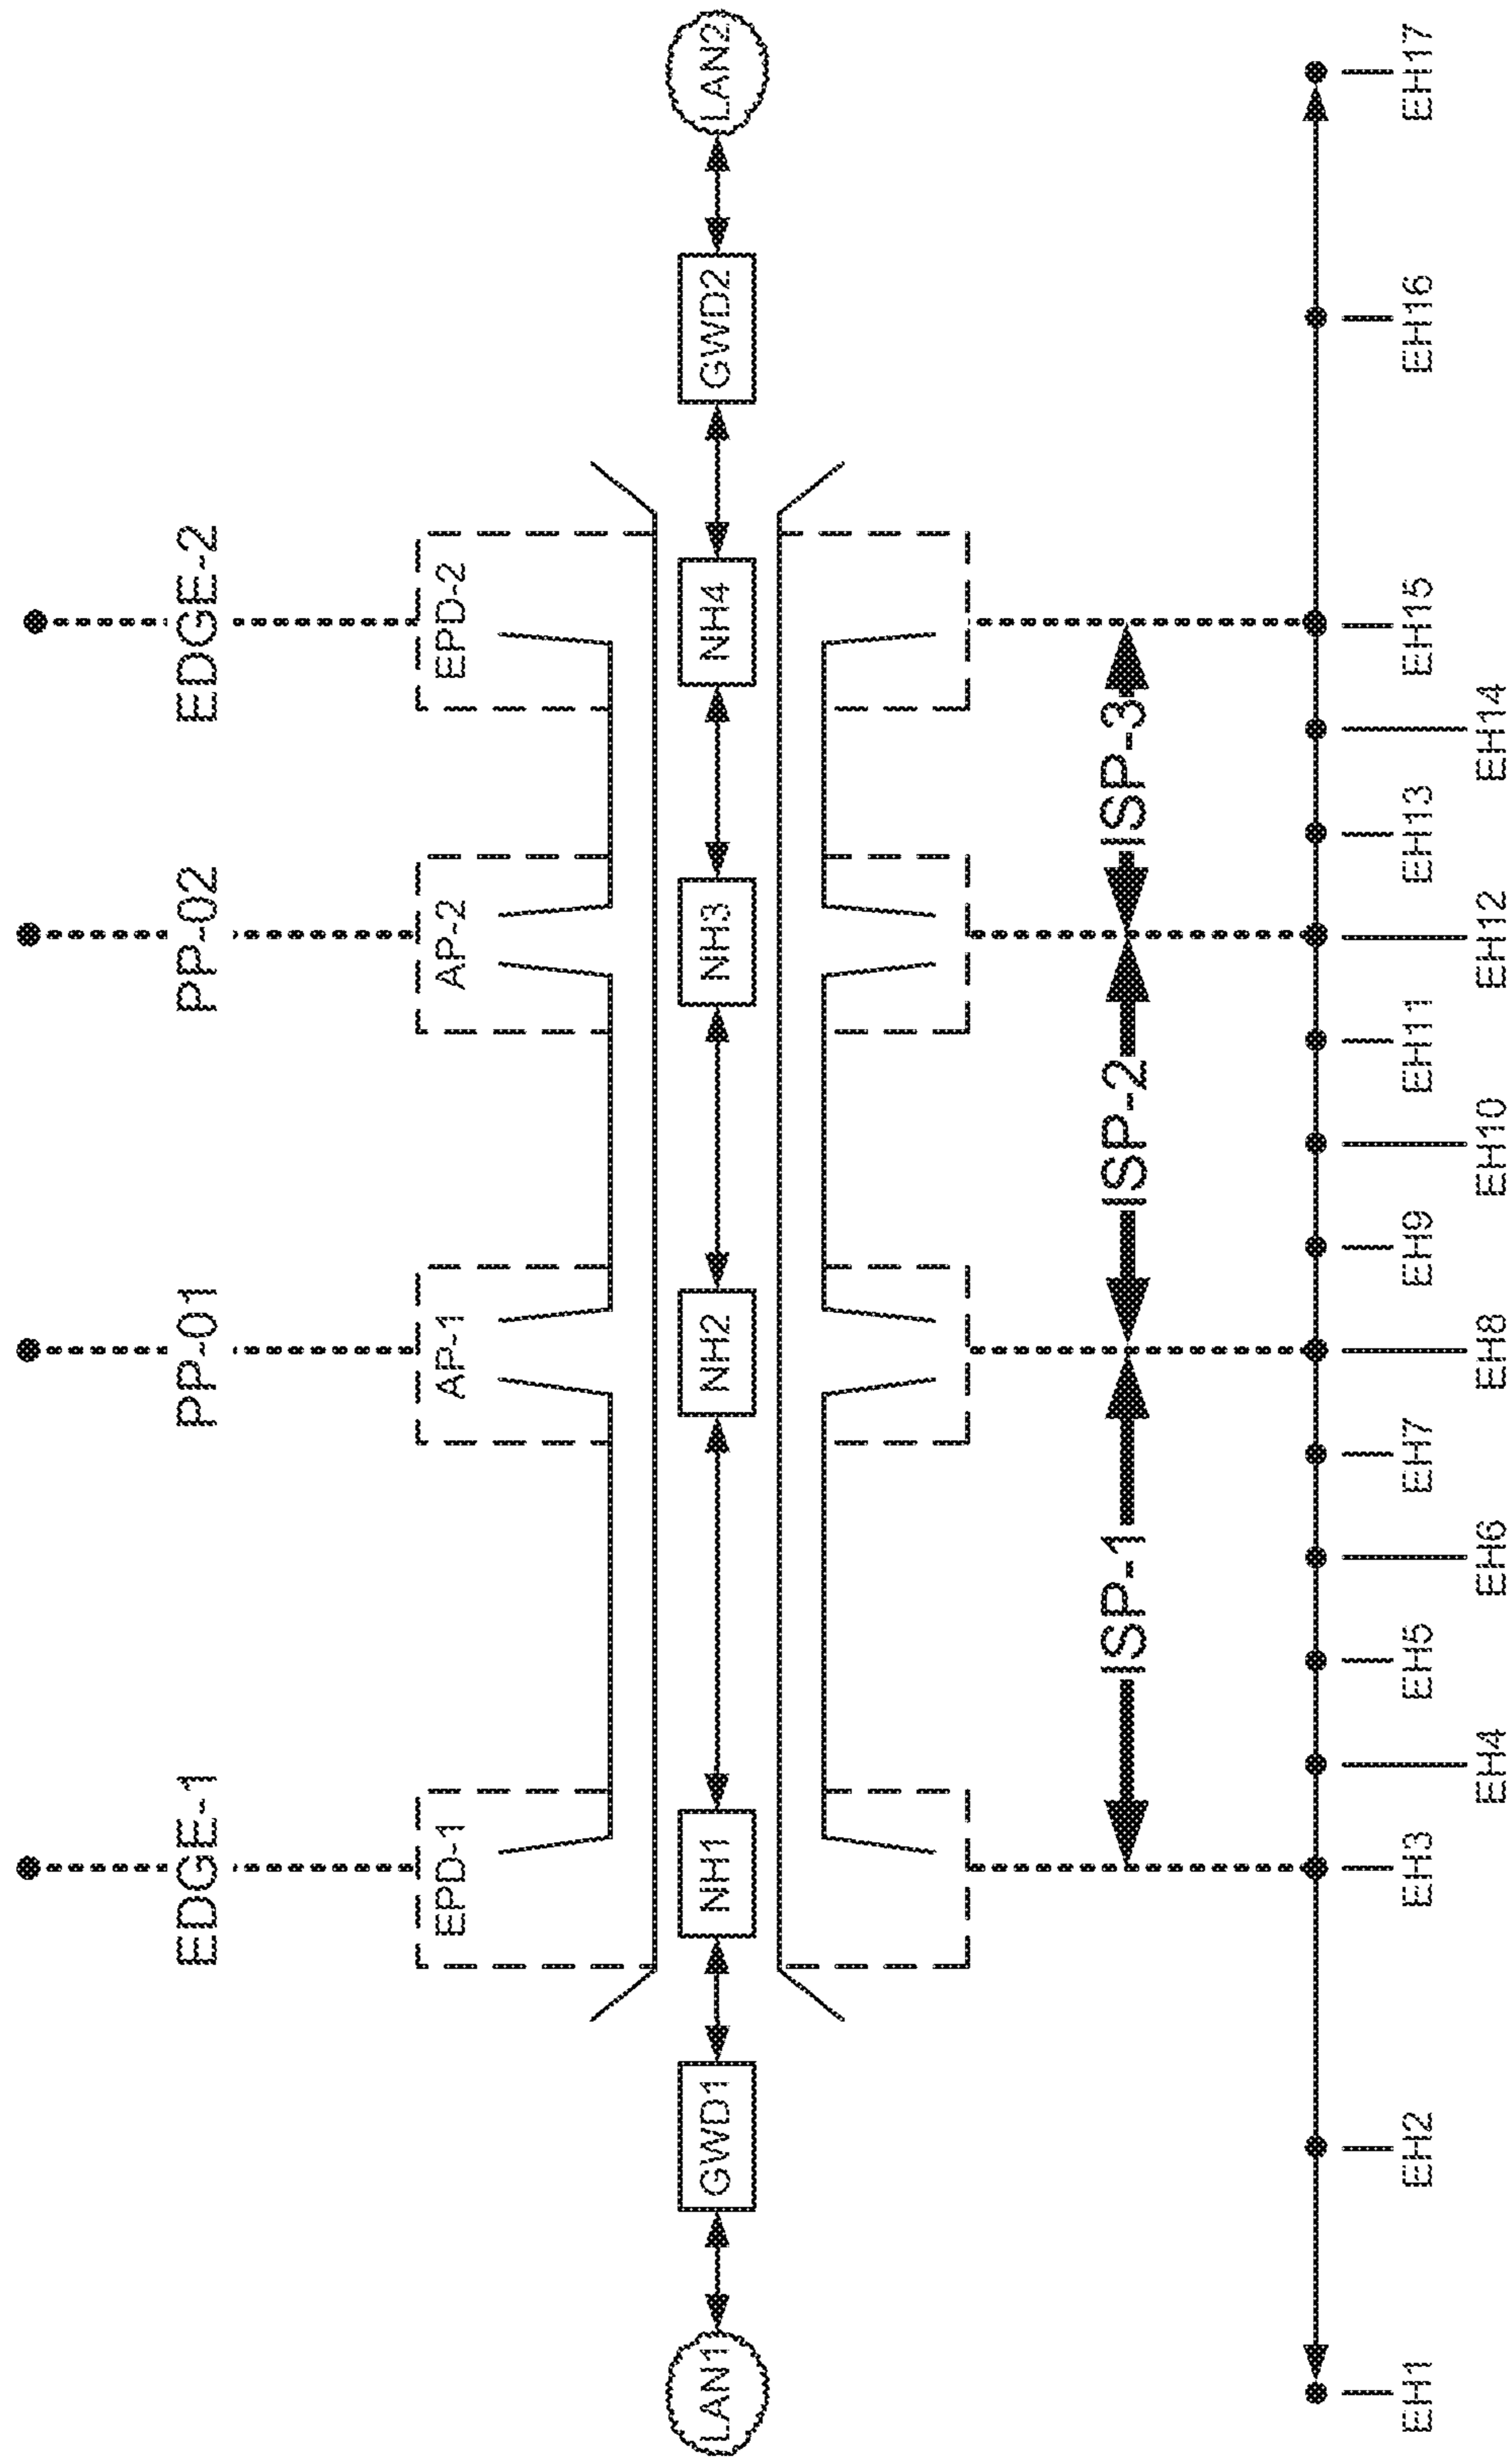 EDGE-1
PP-01
PP-02
EDGE-2
EPD-1
AP-1
AP-2
EPD-2
LAN1
GWD1
NH1
NH2
NH3
NH4
GWD2
LAN2
ISP-1
ISP-2
ISP-3
EH1
EH2
EH3
EH4
EH5
EH6
EH7
EH8
EH9
EH10
EH11
EH12
EH13
EH14
EH15
EH16
EH17